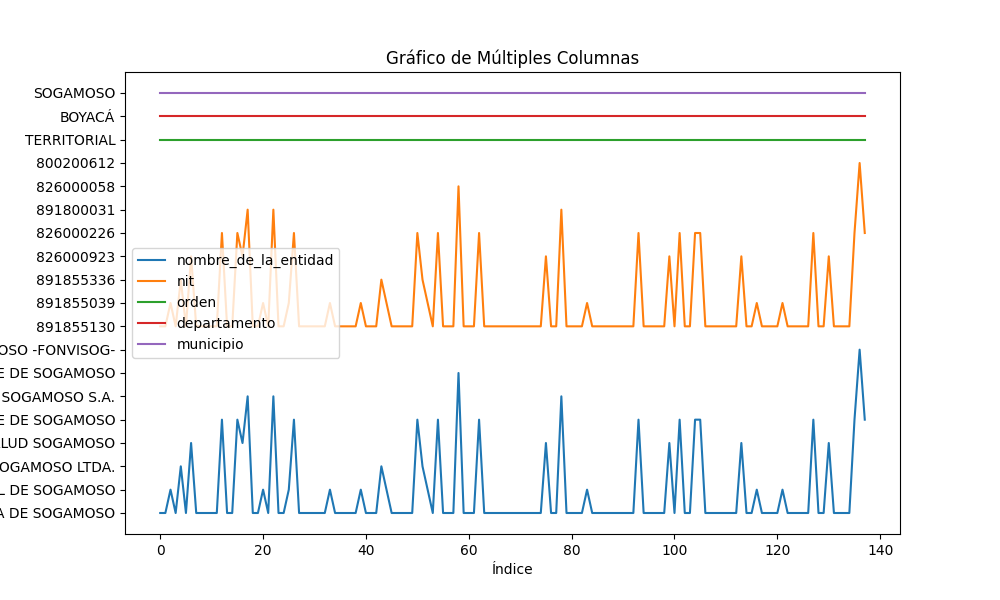 Gráfico de Múltiples Columnas
SOGAMOSO
BOYACÁ
TERRITORIAL
800200612
826000058
891800031
826000226
826000923
891855336
891855039
891855130
OSO -FONVISOG-
E DE SOGAMOSO
SOGAMOSO S.A.
E DE SOGAMOSO
LUD SOGAMOSO
OGAMOSO LTDA.
L DE SOGAMOSO
A DE SOGAMOSO
nombre_de_la_entidad
nit
orden
departamento
municipio
0 20 40 60 80 100 120 140
Índice